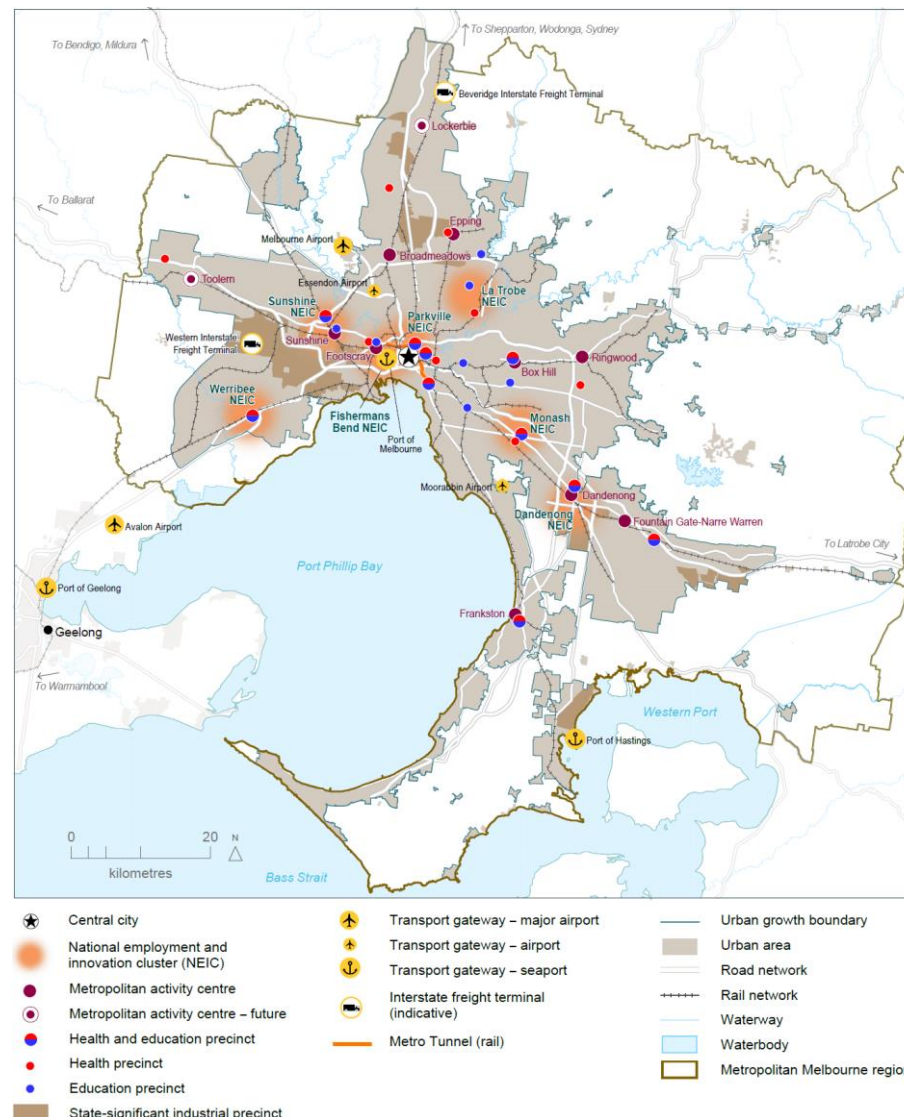 To Shepparton, Wodonga, Sydney
To Bendigo, Mildura
Beveridge Interstate Freight Terminal
Lockerbie
To Ballarat
Epping
Melbourne Airport
Broadmeadows
Essendon Airport
Toolern
La Trobe
NEIC
Sunshine
NEIC
Parkville
NEIC
Western Interstate
Freight Terminal
Sunshine
Footscray
Ringwood
Box Hill
Werribee
NEIC
Fishermans
Bend NEIC
Monash
NEIC
Port of
Melbourne
Moorabbin Airport
Dandenong
Dandenong
NEIC
Fountain Gate-Narre Warren
Avalon Airport
To Latrobe City
Port Phillip Bay
Port of Geelong
Geelong
Frankston
To Warrnambool
Western Port
Port of Hastings
0 20
N
kilometres
Bass Strait
Central city
National employment and
innovation cluster (NEIC)
Metropolitan activity centre
Metropolitan activity centre – future
Health and education precinct
Health precinct
Education precinct
State-significant industrial precinct
Transport gateway – major airport
Transport gateway – airport
Transport gateway – seaport
Interstate freight terminal
(indicative)
Metro Tunnel (rail)
Urban growth boundary
Urban area
Road network
Rail network
Waterway
Waterbody
Metropolitan Melbourne region